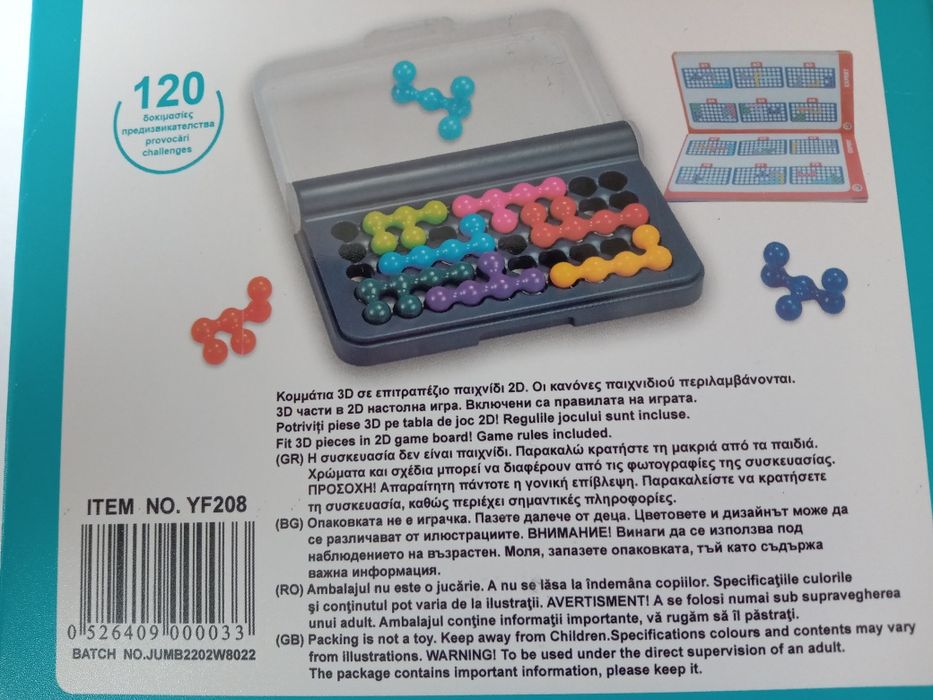 120
δοκιμασίες
предизвикателства
provocări
challenges
EXPERT
Κομμάτια 3D σε επιτραπέζιο παιχνίδι 2D. Οι κανόνες παιχνιδιού περιλαμβάνονται.
3D части в 2D настолна игра. Включени са правилата на играта.
Potriviți piese 3D pe tabla de joc 2D! Regulile jocului sunt incluse.
Fit 3D pieces in 2D game board! Game rules included.
(GR) Η συσκευασία δεν είναι παιχνίδι. Παρακαλώ κρατήστε τη μακριά από τα παιδιά.
Χρώματα και σχέδια μπορεί να διαφέρουν από τις φωτογραφίες της συσκευασίας.
ΠΡΟΣΟΧΗ! Απαραίτητη πάντοτε η γονική επίβλεψη. Παρακαλείστε να κρατήσετε
τη συσκευασία, καθώς περιέχει σημαντικές πληροφορίες.
(BG) Опаковката не е играчка. Пазете далече от деца. Цветовете и дизайнът може да
се различават от илюстрациите. ВНИМАНИЕ! Винаги да се използва под
наблюдението на възрастен. Моля, запазете опаковката, тъй като съдържа
важна информация.
(RO) Ambalajul nu este o jucărie. A nu se lăsa la îndemâna copiilor. Specificațiile culorile
și conținutul pot varia de la ilustrații. AVERTISMENT! A se folosi numai sub supravegherea
unui adult. Ambalajul conține informații importante, vă rugăm să îl păstrați.
(GB) Packing is not a toy. Keep away from Children.Specifications colours and contents may vary
from illustrations. WARNING! To be used under the direct supervision of an adult.
The package contains important information, please keep it.
ITEM NO. YF208
0 526409 000033
BATCH NO.JUMB2202W8022